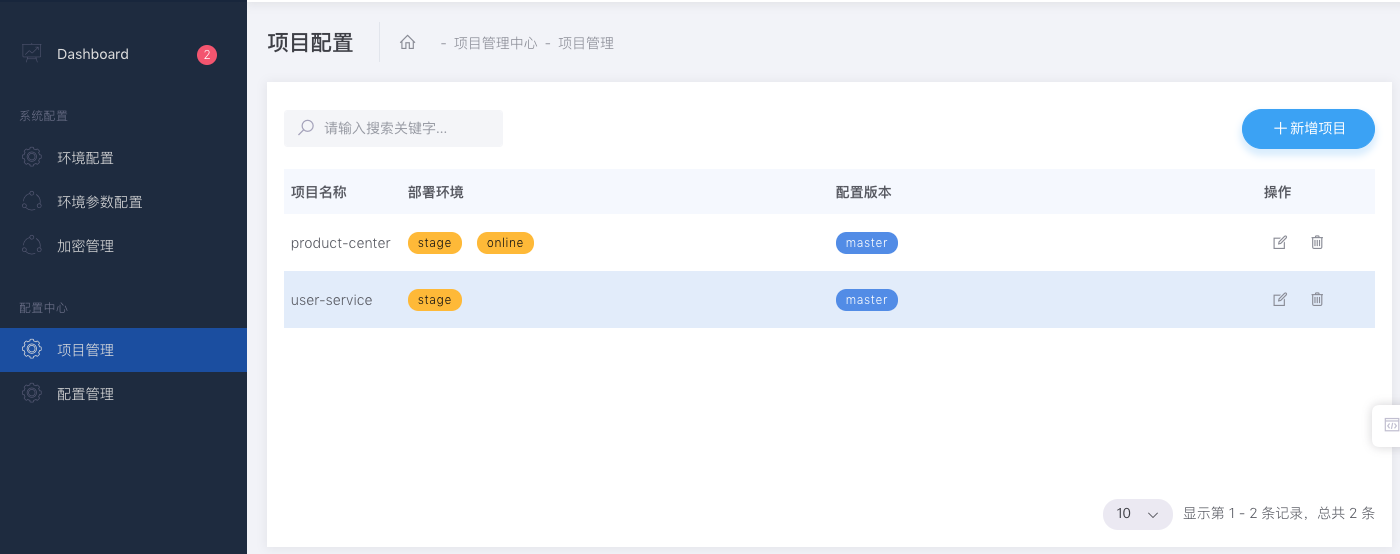 Dashboard 2
系统配置
环境配置
环境参数配置
加密管理
配置中心
项目管理
配置管理
项目配置 - 项目管理中心 - 项目管理
请输入搜索关键字... 新增项目
项目名称 部署环境 配置版本 操作
product-center stage online master
user-service stage master
10 显示第 1 - 2 条记录，总共 2 条